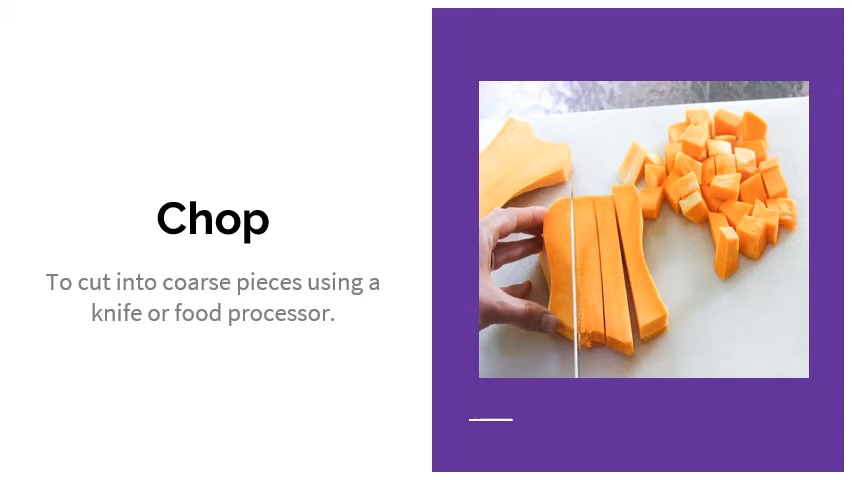 Chop
To cut into coarse pieces using a
knife or food processor.